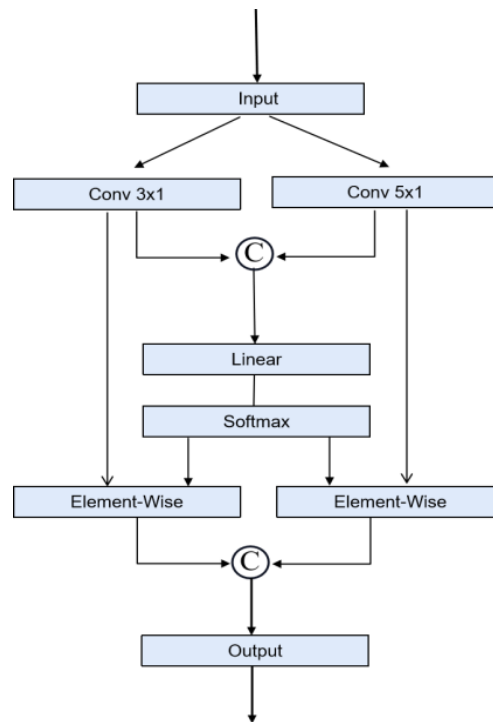 Input
Conv 3x1
Conv 5x1
C
Linear
Softmax
Element-Wise
Element-Wise
C
Output